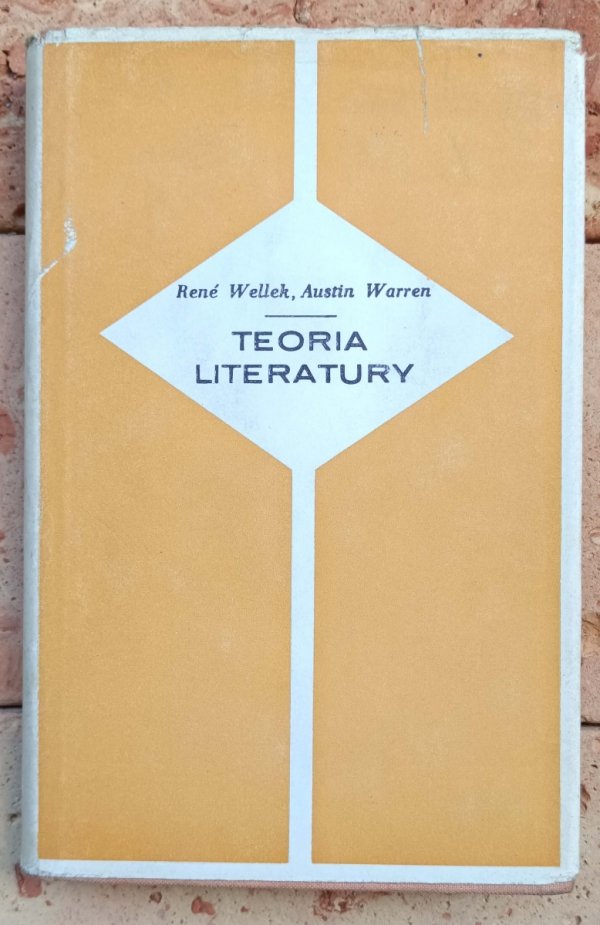 René Wellek, Austin Warren
TEORIA
LITERATURY